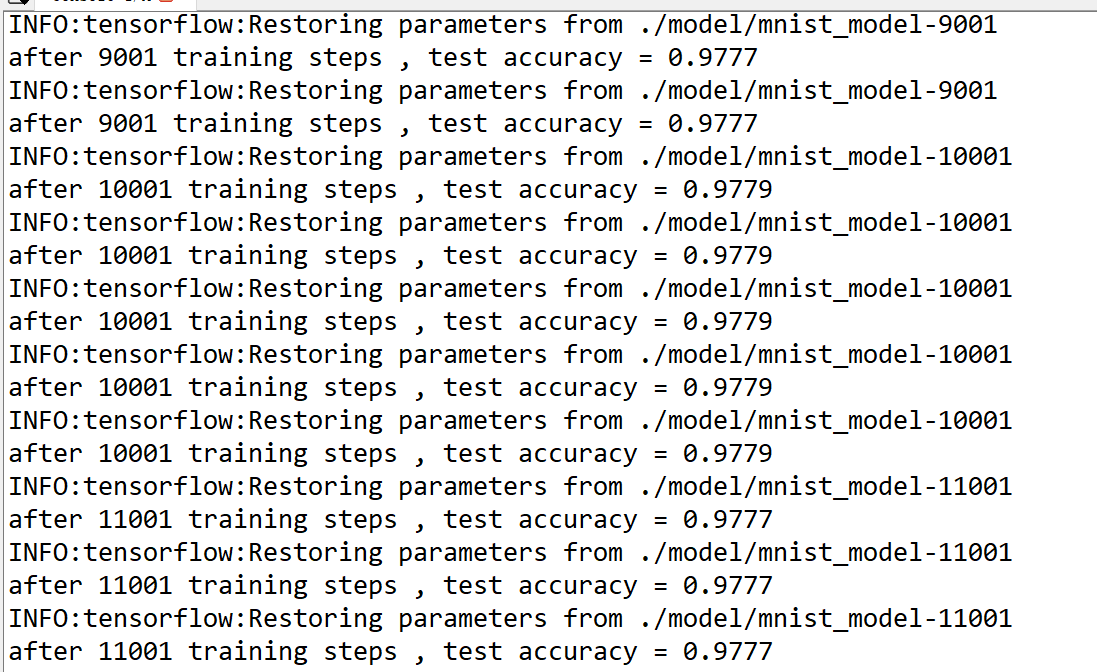 INFO:tensorflow:Restoring parameters from ./model/mnist_model-9001
after 9001 training steps , test accuracy = 0.9777
INFO:tensorflow:Restoring parameters from ./model/mnist_model-9001
after 9001 training steps , test accuracy = 0.9777
INFO:tensorflow:Restoring parameters from ./model/mnist_model-10001
after 10001 training steps , test accuracy = 0.9779
INFO:tensorflow:Restoring parameters from ./model/mnist_model-10001
after 10001 training steps , test accuracy = 0.9779
INFO:tensorflow:Restoring parameters from ./model/mnist_model-10001
after 10001 training steps , test accuracy = 0.9779
INFO:tensorflow:Restoring parameters from ./model/mnist_model-10001
after 10001 training steps , test accuracy = 0.9779
INFO:tensorflow:Restoring parameters from ./model/mnist_model-10001
after 10001 training steps , test accuracy = 0.9779
INFO:tensorflow:Restoring parameters from ./model/mnist_model-11001
after 11001 training steps , test accuracy = 0.9777
INFO:tensorflow:Restoring parameters from ./model/mnist_model-11001
after 11001 training steps , test accuracy = 0.9777
INFO:tensorflow:Restoring parameters from ./model/mnist_model-11001
after 11001 training steps , test accuracy = 0.9777